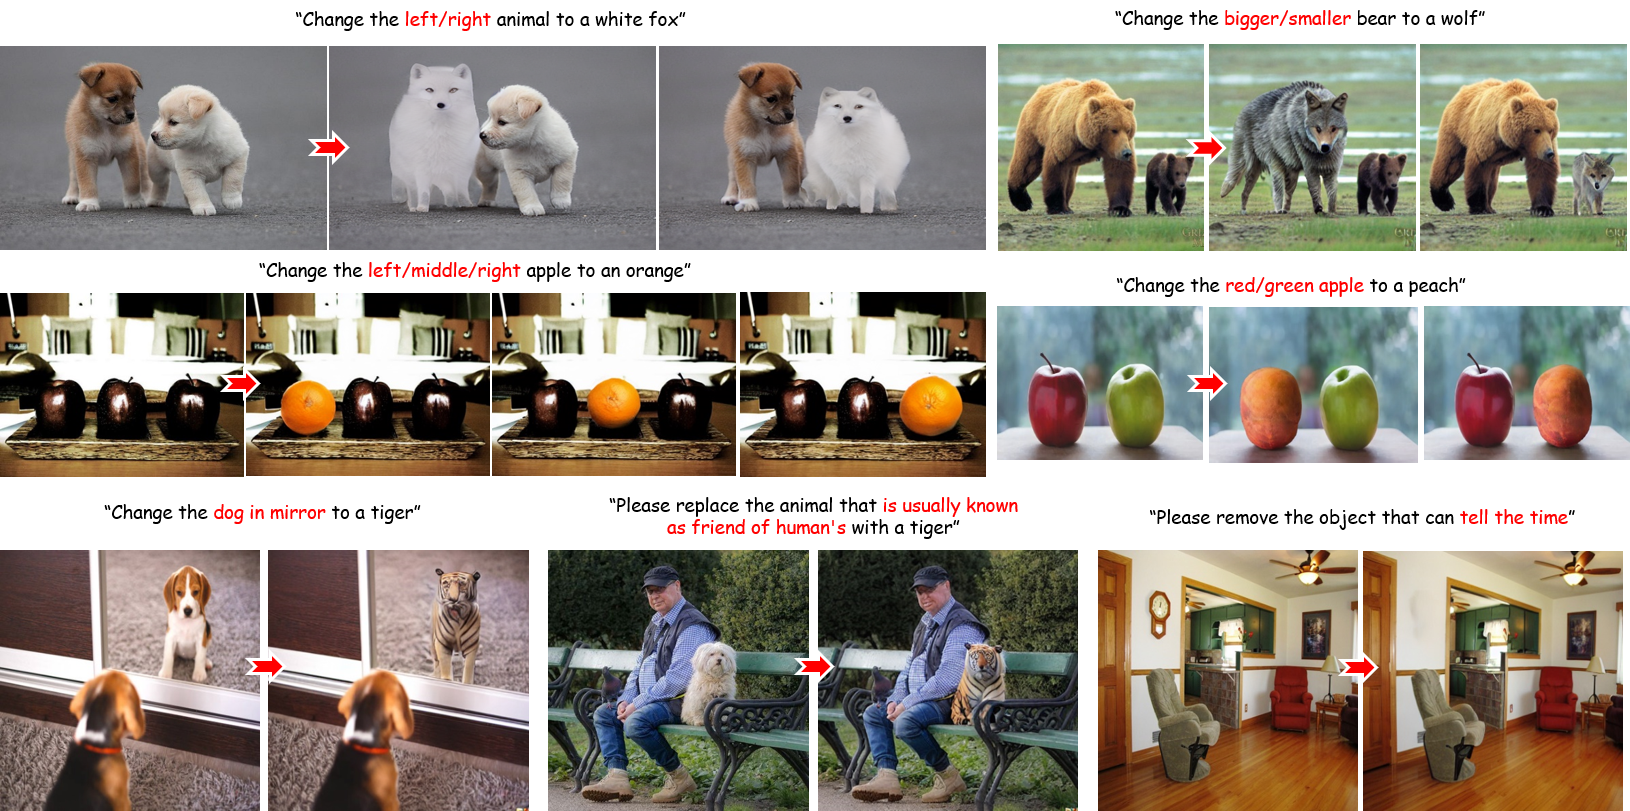 “Change the left/right animal to a white fox”
“Change the bigger/smaller bear to a wolf”
“Change the left/middle/right apple to an orange”
“Change the red/green apple to a peach”
“Change the dog in mirror to a tiger”
“Please replace the animal that is usually known
as friend of human's with a tiger”
“Please remove the object that can tell the time”